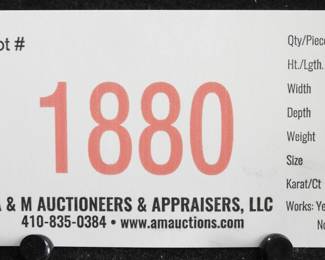 ot #
1880
A & M AUCTIONEERS & APPRAISERS, LLC
410-835-0384 • www.amauctions.com
Qty/Piece
Ht./Lgth.
Width
Depth
Weight
Size
Karat/Ct
Works: Ye
No